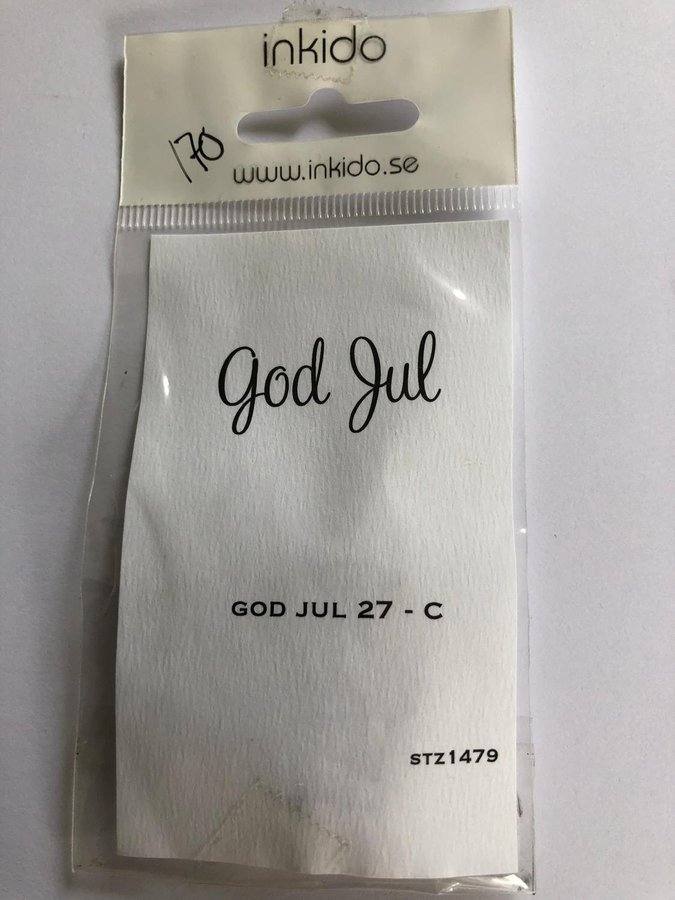 inkido
170
www.inkido.se
God Jul
GOD JUL 27 - C
STZ1479